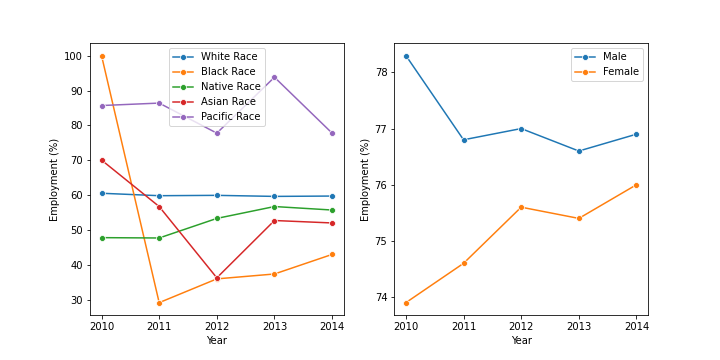 100
90
80
70
60
50
40
30
Employment (%)
2010 2011 2012 2013 2014
Year
White Race
Black Race
Native Race
Asian Race
Pacific Race
78
77
76
75
74
Employment (%)
2010 2011 2012 2013 2014
Year
Male
Female